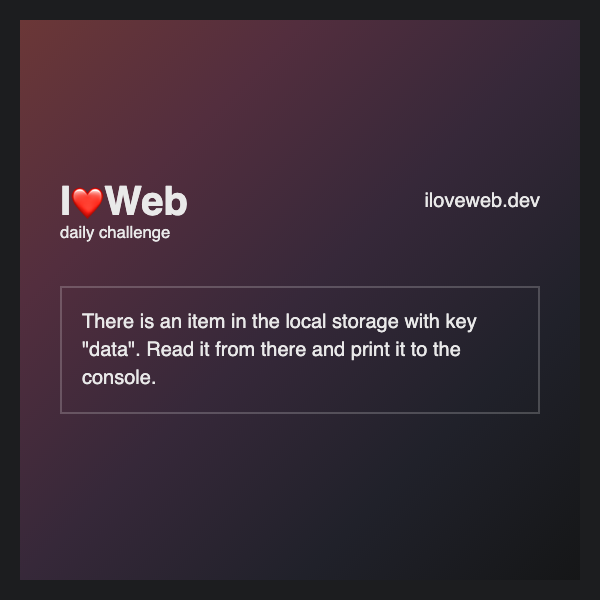 I❤️Web
iloveweb.dev
daily challenge
There is an item in the local storage with key
"data". Read it from there and print it to the
console.